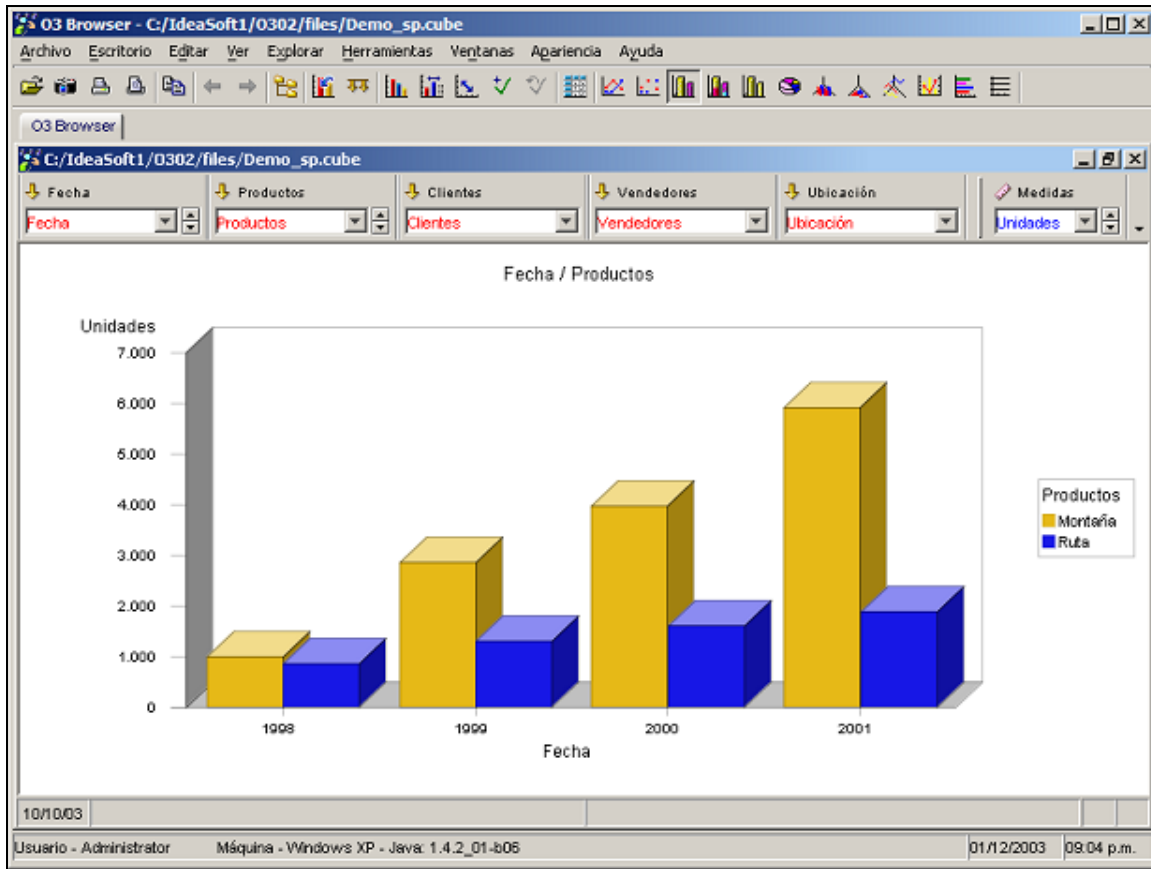 O3 Browser - C:/IdeaSoft1/O302/files/Demo_sp.cube
Archivo Escritorio Editar Ver Explorar Herramientas Ventanas Apariencia Ayuda
O3 Browser
C:/IdeaSoft1/O302/files/Demo_sp.cube
Fecha Productos Clientes Vendedores Ubicación Medidas
Fecha Productos Clientes Vendedores Ubicación Unidades
Fecha / Productos
Unidades
7.000
6.000
5.000
4.000
3.000
2.000
1.000
0
1998 1999 2000 2001
Fecha
Productos
Montaña
Ruta
10/10/03
Usuario - Administrator Máquina - Windows XP - Java: 1.4.2_01-b06 01/12/2003 09:04 p.m.